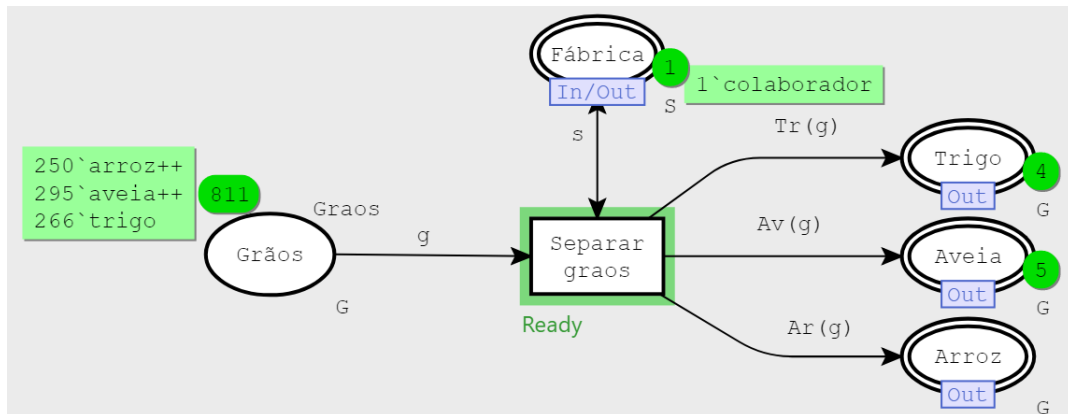 Fábrica
1
1`colaborador
In/Out
S
s
Tr(g)
250`arroz++
295`aveia++
266`trigo
811
Graos
Grãos
g
G
Separar
graos
Ready
Trigo
4
Out
G
Av(g)
Aveia
5
Out
G
Ar(g)
Arroz
Out
G